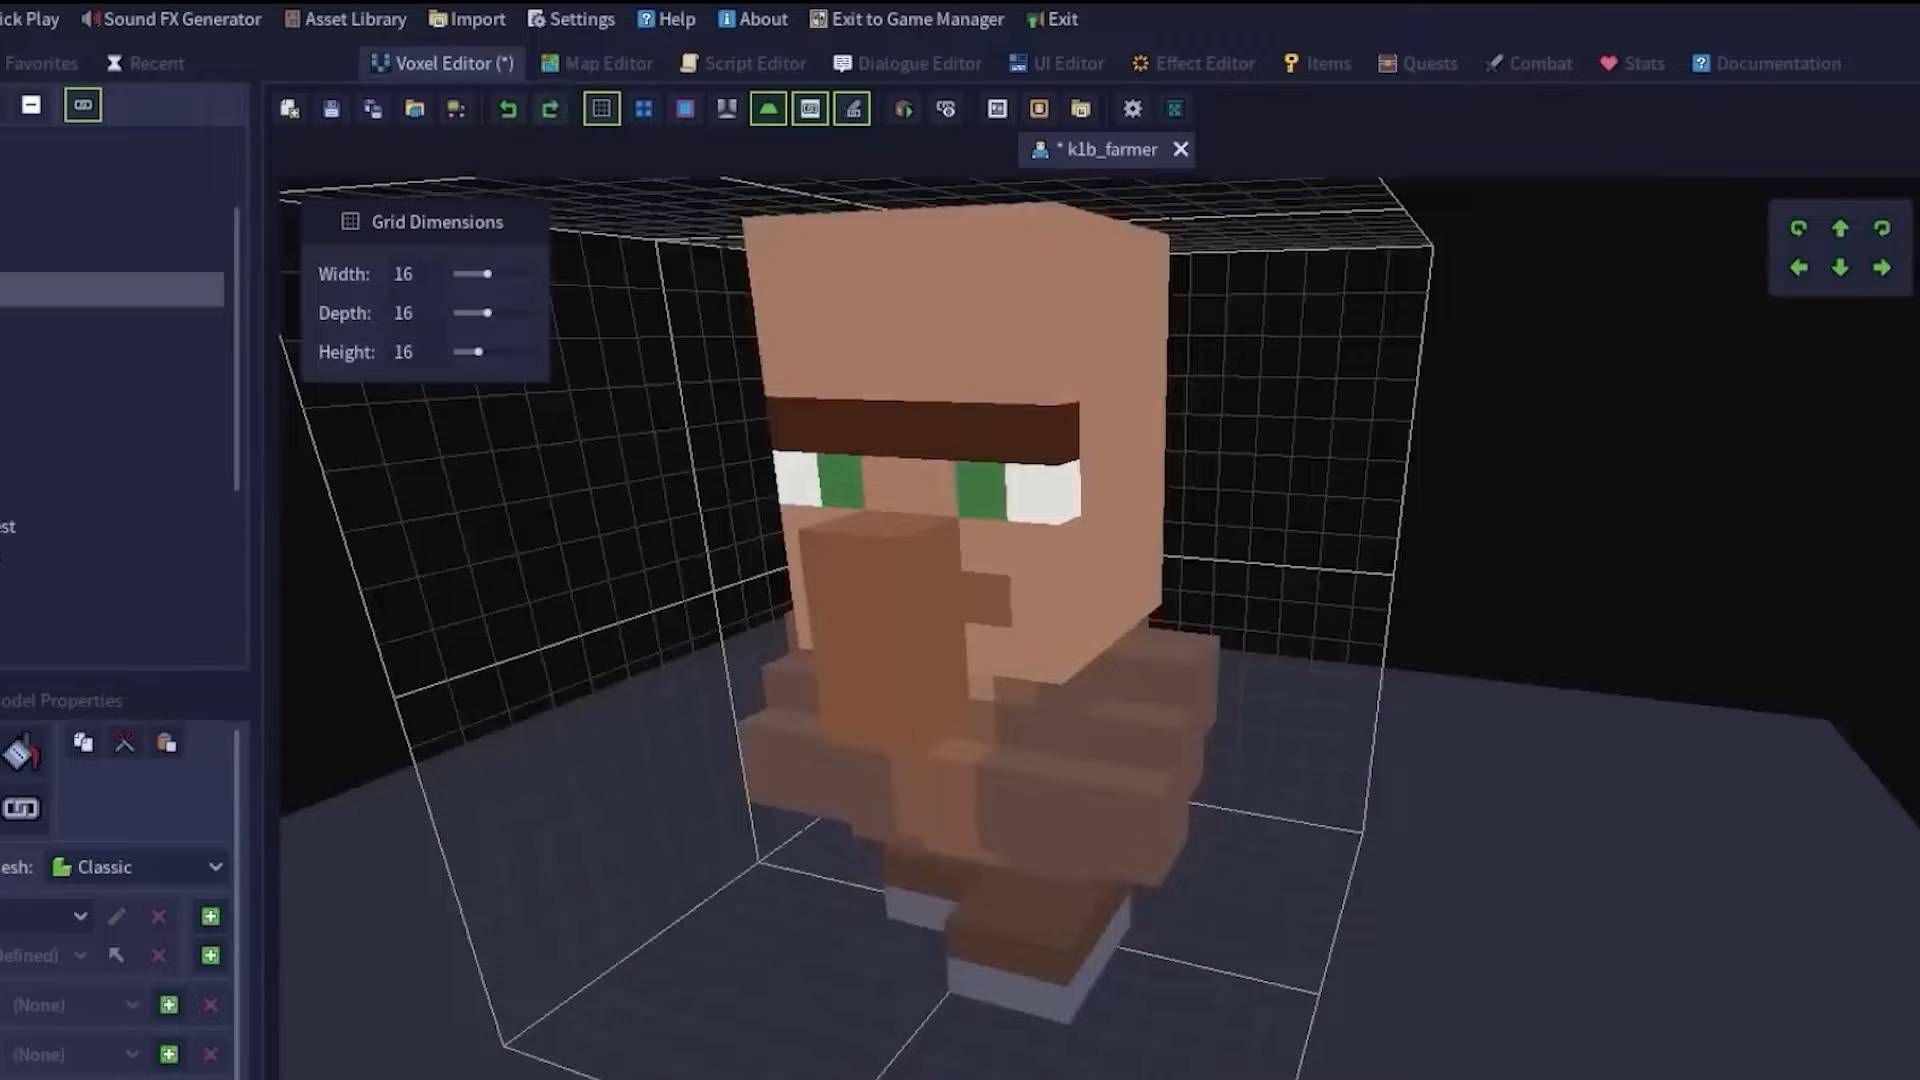 ick Play Sound FX Generator Asset Library Import Settings Help About Exit to Game Manager Exit
Favorites Recent Voxel Editor (*) Map Editor Script Editor Dialogue Editor UI Editor Effect Editor Items Quests Combat Stats Documentation
* k1b_farmer
Grid Dimensions
Width: 16
Depth: 16
Height: 16
st
odel Properties
esh: Classic
Defined)
(None)
(None)